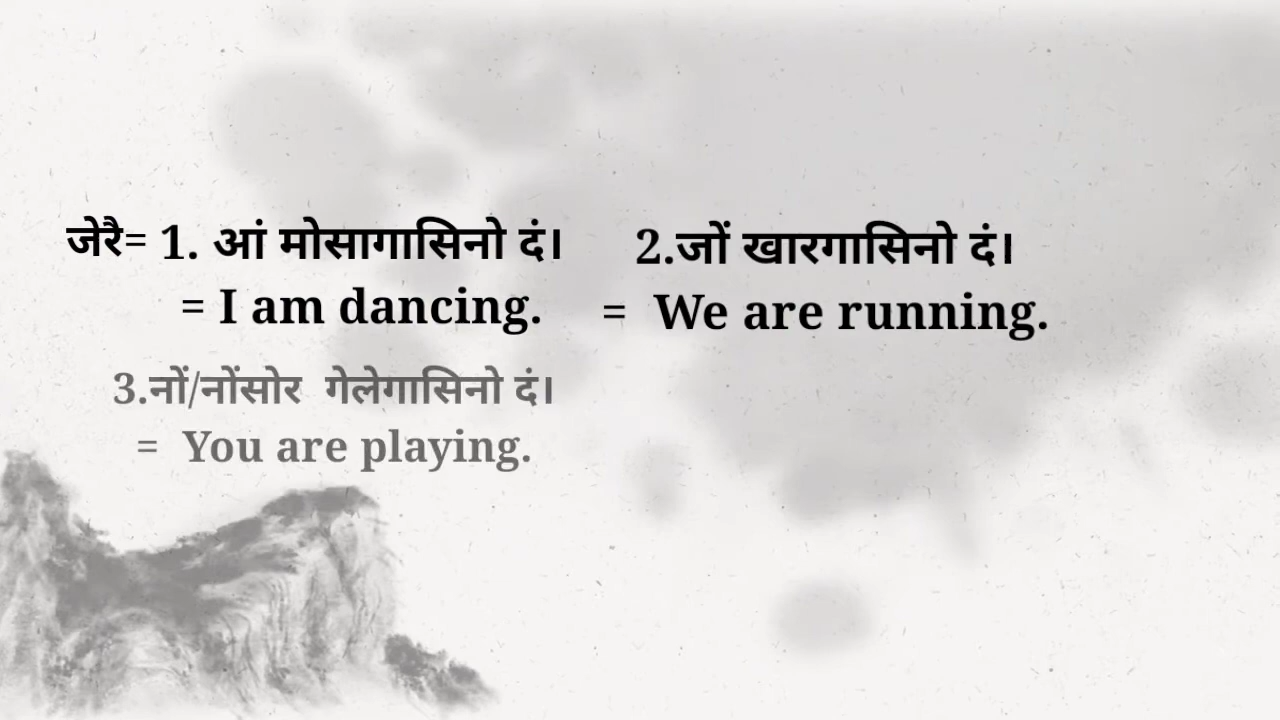 जेरै= 1. आं मोसागासिनो दं।
= I am dancing.
2.जों खारगासिनो दं।
= We are running.
3.नों/नोंसोर गेलेगासिनो दं।
= You are playing.